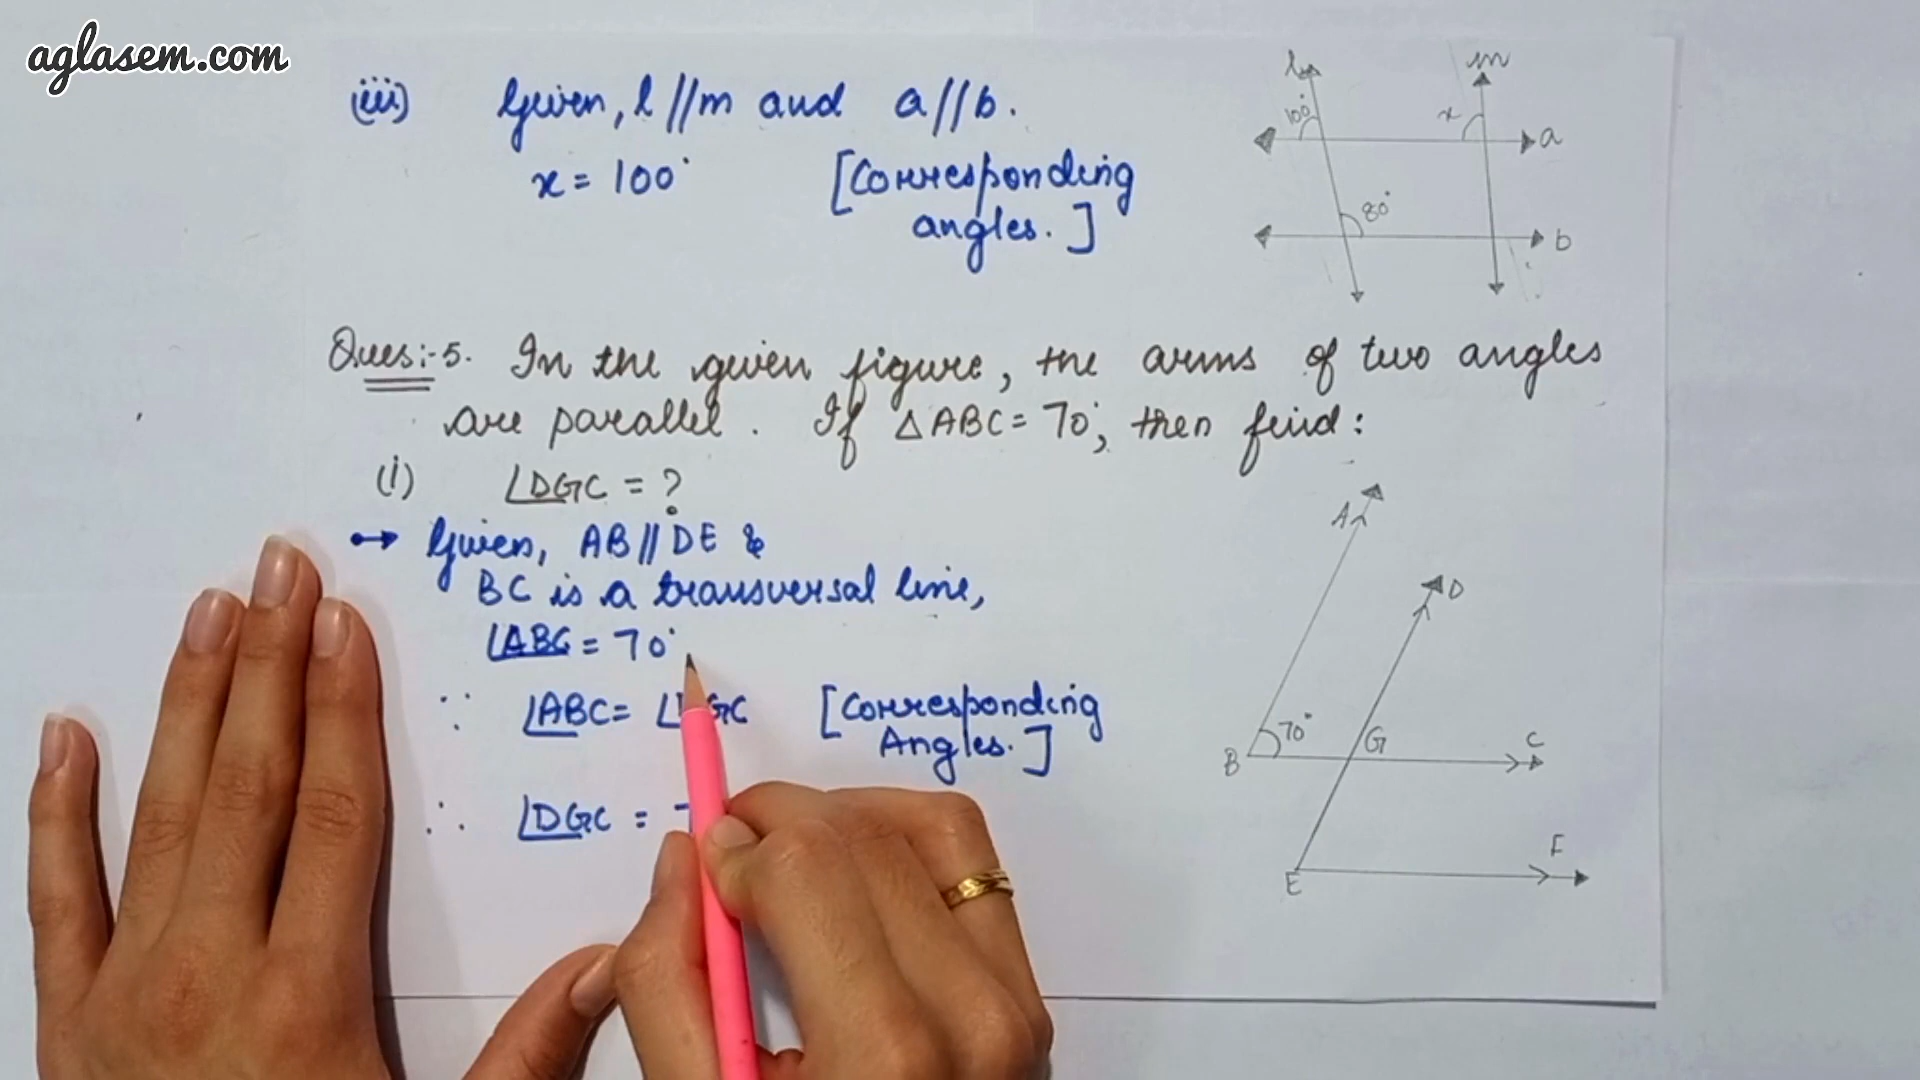 aglasem.com
(iii) Given, l//m and a//b.
x = 100° [Corresponding
angles.]
l
m
100°
x
a
80°
b
Ques:-5. In the given figure, the arms of two angles
are parallel. If △ABC = 70°, then find:
(i) ∠DGC = ?
Given, AB || DE &
BC is a transversal line,
∠ABG = 70°
∵ ∠ABC = ∠DGC [Corresponding
Angles.]
∴ ∠DGC =
A
D
70°
G
C
B
F
E